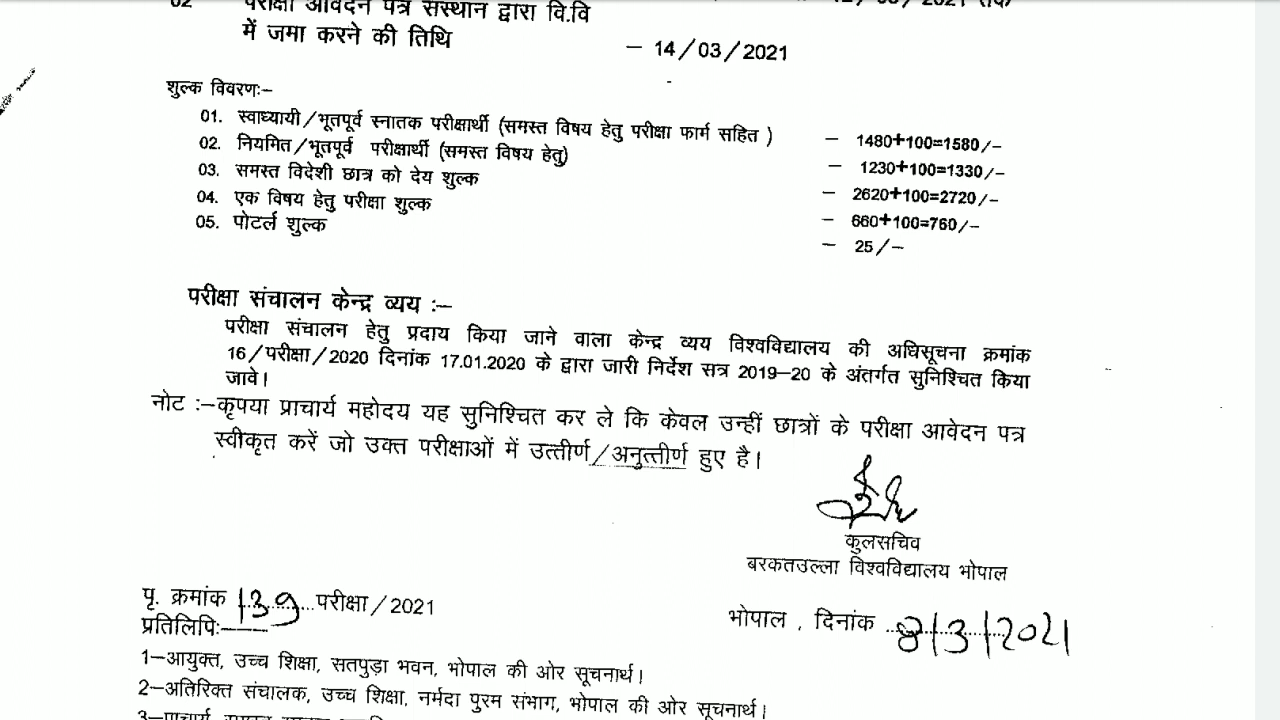 02 परीक्षा आवेदन पत्र संस्थान द्वारा वि.वि
में जमा करने की तिथि – 14/03/2021
शुल्क विवरणः–
01. स्वाध्यायी/भूतपूर्व स्नातक परीक्षार्थी (समस्त विषय हेतु परीक्षा फार्म सहित ) – 1480+100=1580/–
02. नियमित/भूतपूर्व परीक्षार्थी (समस्त विषय हेतु) – 1230+100=1330/–
03. समस्त विदेशी छात्र को देय शुल्क – 2620+100=2720/–
04. एक विषय हेतु परीक्षा शुल्क – 660+100=760/–
05. पोटर्ल शुल्क – 25/–
परीक्षा संचालन केन्द्र व्यय :–
परीक्षा संचालन हेतु प्रदाय किया जाने वाला केन्द्र व्यय विश्वविद्यालय की अधिसूचना क्रमांक
16/परीक्षा/2020 दिनांक 17.01.2020 के द्वारा जारी निर्देश सत्र 2019–20 के अंतर्गत सुनिश्चित किया
जावे।
नोट :–कृपया प्राचार्य महोदय यह सुनिश्चित कर ले कि केवल उन्हीं छात्रों के परीक्षा आवेदन पत्र
स्वीकृत करें जो उक्त परीक्षाओं में उत्तीर्ण/अनुत्तीर्ण हुए है।
कुलसचिव
बरकतउल्ला विश्वविद्यालय भोपाल
पृ. क्रमांक 139 परीक्षा/2021
भोपाल , दिनांक 8/3/2021
प्रतिलिपिः–
1–आयुक्त, उच्च शिक्षा, सतपुड़ा भवन, भोपाल की ओर सूचनार्थ।
2–अतिरिक्त संचालक, उच्च शिक्षा, नर्मदा पुरम संभाग, भोपाल की ओर सूचनार्थ।